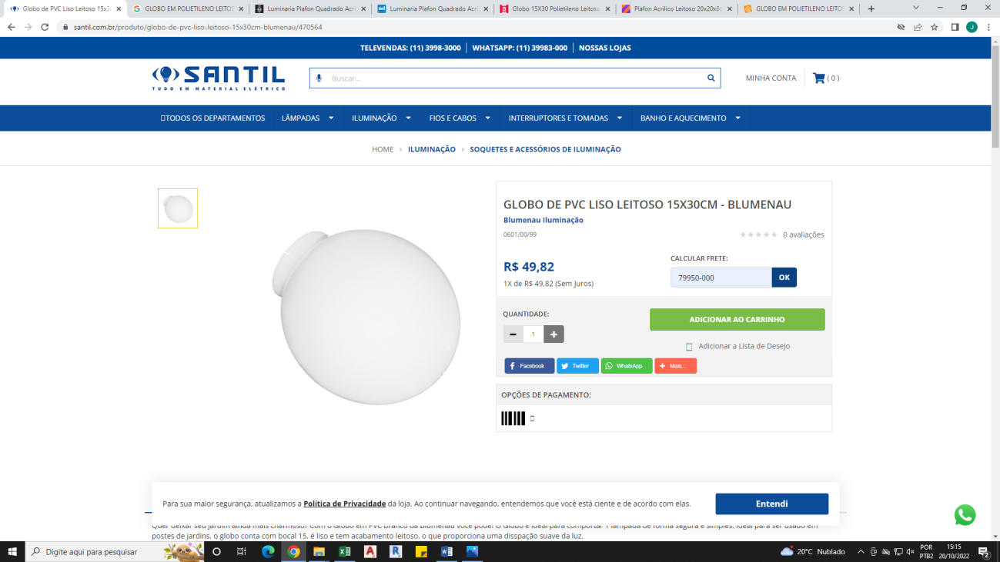 Globo de PVC Liso Leitoso 15x30
GLOBO EM POLIETILENO LEITOS
Luminaria Plafon Quadrado Acri
Luminaria Plafon Quadrado Acri
Globo 15X30 Polietileno Leitoso
Plafon Acrilico Leitoso 20x20x8
GLOBO EM POLIETILENO LEITOS
santil.com.br/produto/globo-de-pvc-liso-leitoso-15x30cm-blumenau/470564
J
TELEVENDAS: (11) 3998-3000 | WHATSAPP: (11) 39983-000 | NOSSAS LOJAS
SANTIL
TUDO EM MATERIAL ELÉTRICO
Buscar...
MINHA CONTA
( 0 )
TODOS OS DEPARTAMENTOS LÂMPADAS ILUMINAÇÃO FIOS E CABOS INTERRUPTORES E TOMADAS BANHO E AQUECIMENTO
HOME > ILUMINAÇÃO > SOQUETES E ACESSÓRIOS DE ILUMINAÇÃO
GLOBO DE PVC LISO LEITOSO 15X30CM - BLUMENAU
Blumenau Iluminação
0601/00/99
0 avaliações
R$ 49,82
1X de R$ 49,82 (Sem Juros)
CALCULAR FRETE:
79950-000 OK
QUANTIDADE:
1
ADICIONAR AO CARRINHO
Adicionar a Lista de Desejo
Facebook Twitter WhatsApp Mais...
OPÇÕES DE PAGAMENTO:
Para sua maior segurança, atualizamos a Política de Privacidade da loja. Ao continuar navegando, entendemos que você está ciente e de acordo com elas.
Entendi
Quer deixar seu jardim ainda mais charmoso? Com o Globo em PVC branco da Blumenau você pode! O Globo é ideal para comportar 1 lâmpada de forma segura e simples. Ideal para ser usado em
postes de jardins, o globo conta com bocal 15, é liso e tem acabamento leitoso, o que proporciona uma disspação suave da luz.
Digite aqui para pesquisar
20°C Nublado
POR
PTB2
15:15
20/10/2022
2